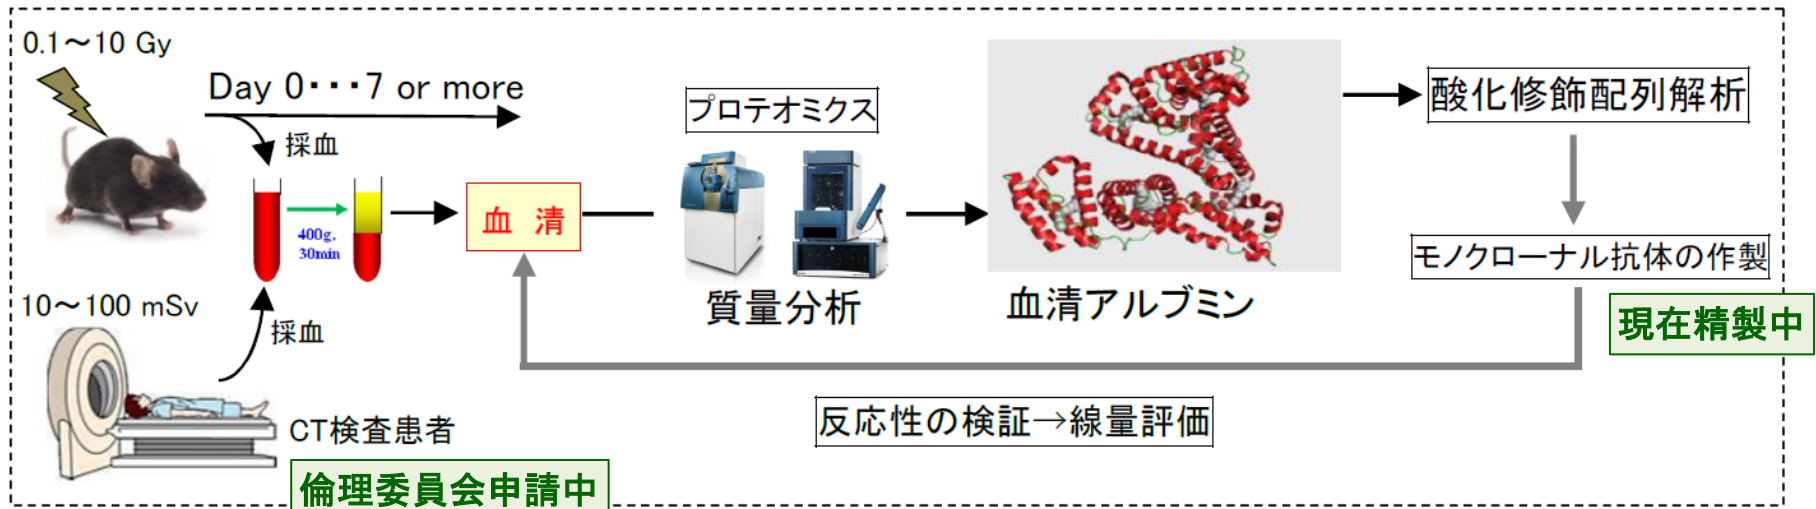 0.1～10 Gy
Day 0・・・7 or more
採血
400g,
30min
10～100 mSv
採血
CT検査患者
倫理委員会申請中
血 清
プロテオミクス
質量分析
血清アルブミン
酸化修飾配列解析
モノクローナル抗体の作製
現在精製中
反応性の検証→線量評価